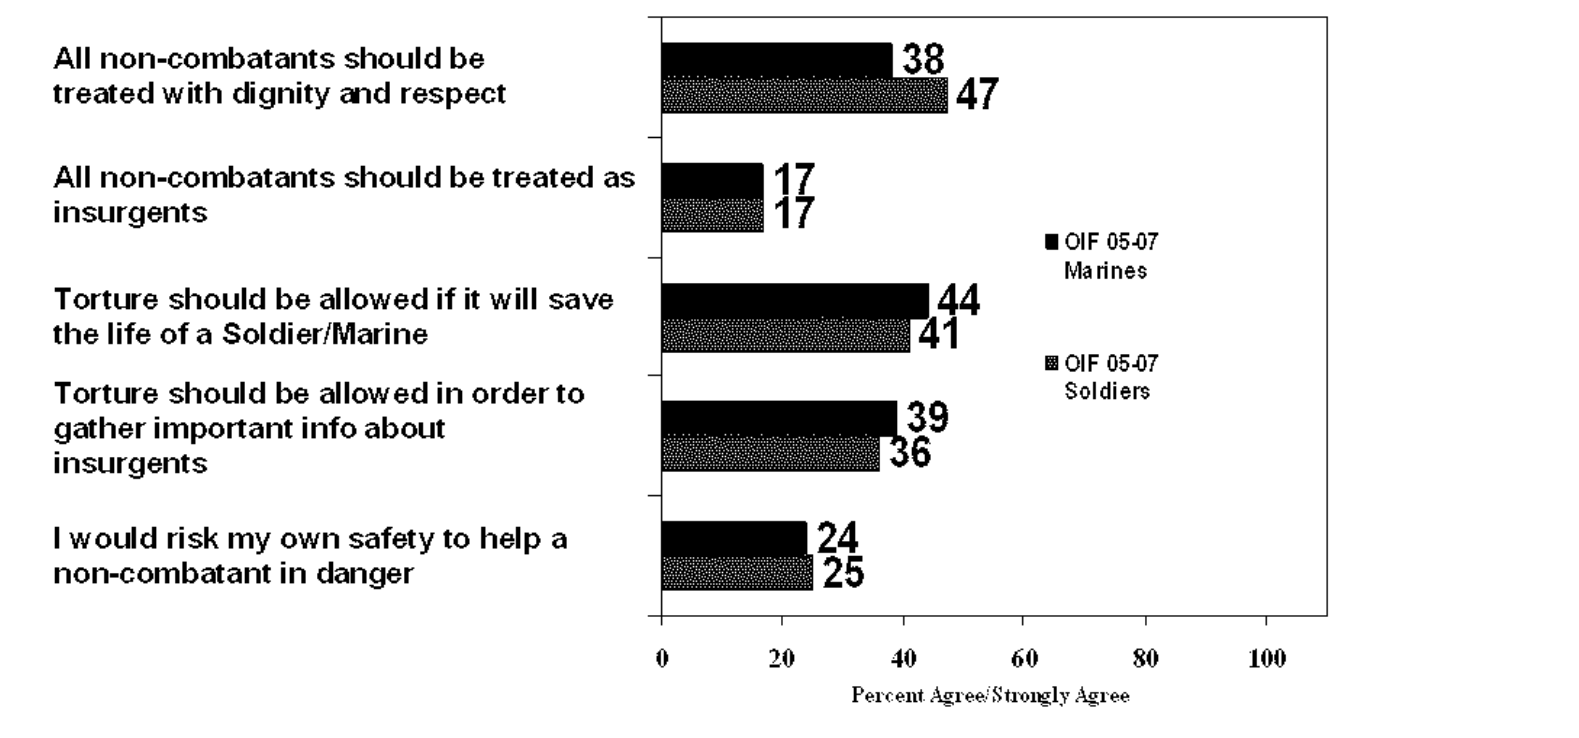 All non-combatants should be
treated with dignity and respect
38
47
All non-combatants should be treated as
insurgents
17
17
OIF 05-07
Marines
Torture should be allowed if it will save
the life of a Soldier/Marine
44
41
OIF 05-07
Soldiers
Torture should be allowed in order to
gather important info about
insurgents
39
36
I would risk my own safety to help a
non-combatant in danger
24
25
0 20 40 60 80 100
Percent Agree/Strongly Agree